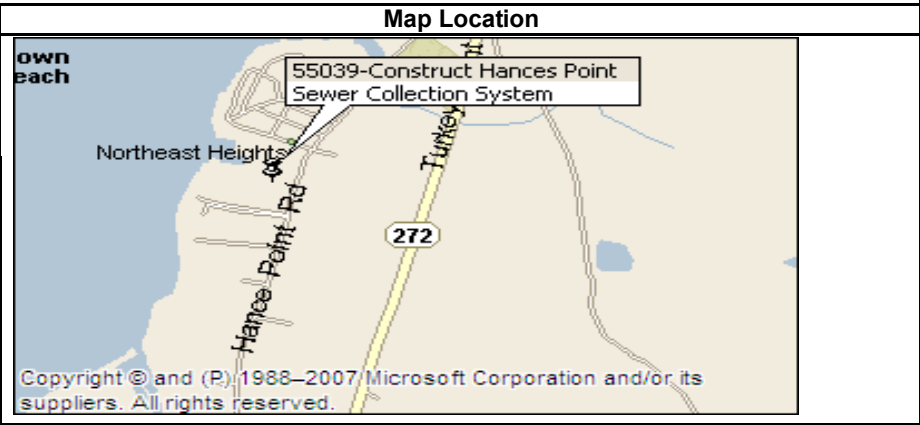 Map Location
own
each
55039-Construct Hances Point
Sewer Collection System
Turkey
Northeast Heights
272
Hance Point Rd
Copyright © and (P) 1988–2007 Microsoft Corporation and/or its
suppliers. All rights reserved.